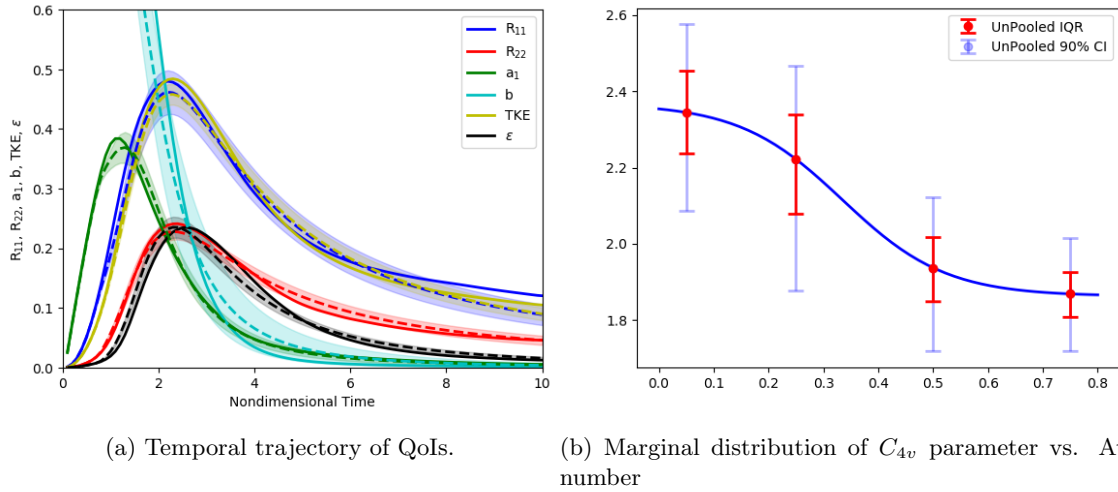 0.6
0.5
0.4
0.3
0.2
0.1
0.0
R₁₁, R₂₂, a₁, b, TKE, ε
R₁₁
R₂₂
a₁
b
TKE
ε
0 2 4 6 8 10
Nondimensional Time
(a) Temporal trajectory of QoIs.
2.6
2.4
2.2
2.0
1.8
UnPooled IQR
UnPooled 90% CI
0.0 0.1 0.2 0.3 0.4 0.5 0.6 0.7 0.8
(b) Marginal distribution of C₄ᵥ parameter vs.
number